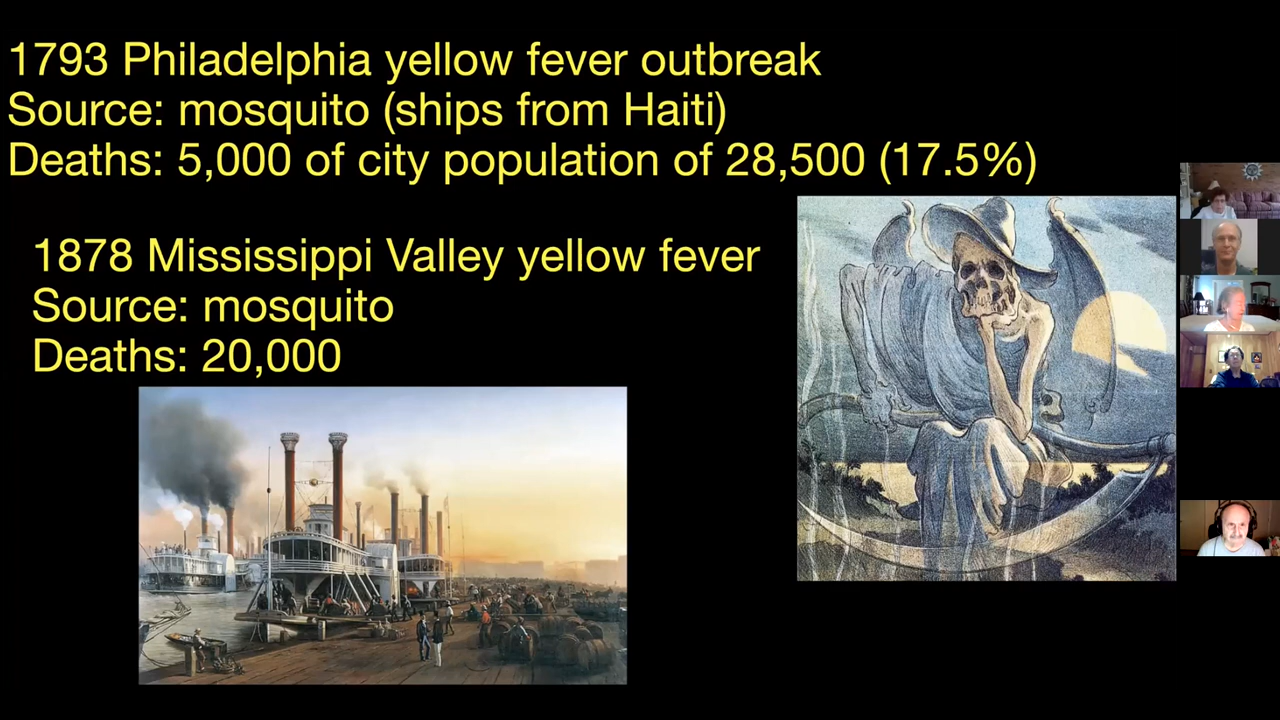 1793 Philadelphia yellow fever outbreak
Source: mosquito (ships from Haiti)
Deaths: 5,000 of city population of 28,500 (17.5%)
1878 Mississippi Valley yellow fever
Source: mosquito
Deaths: 20,000